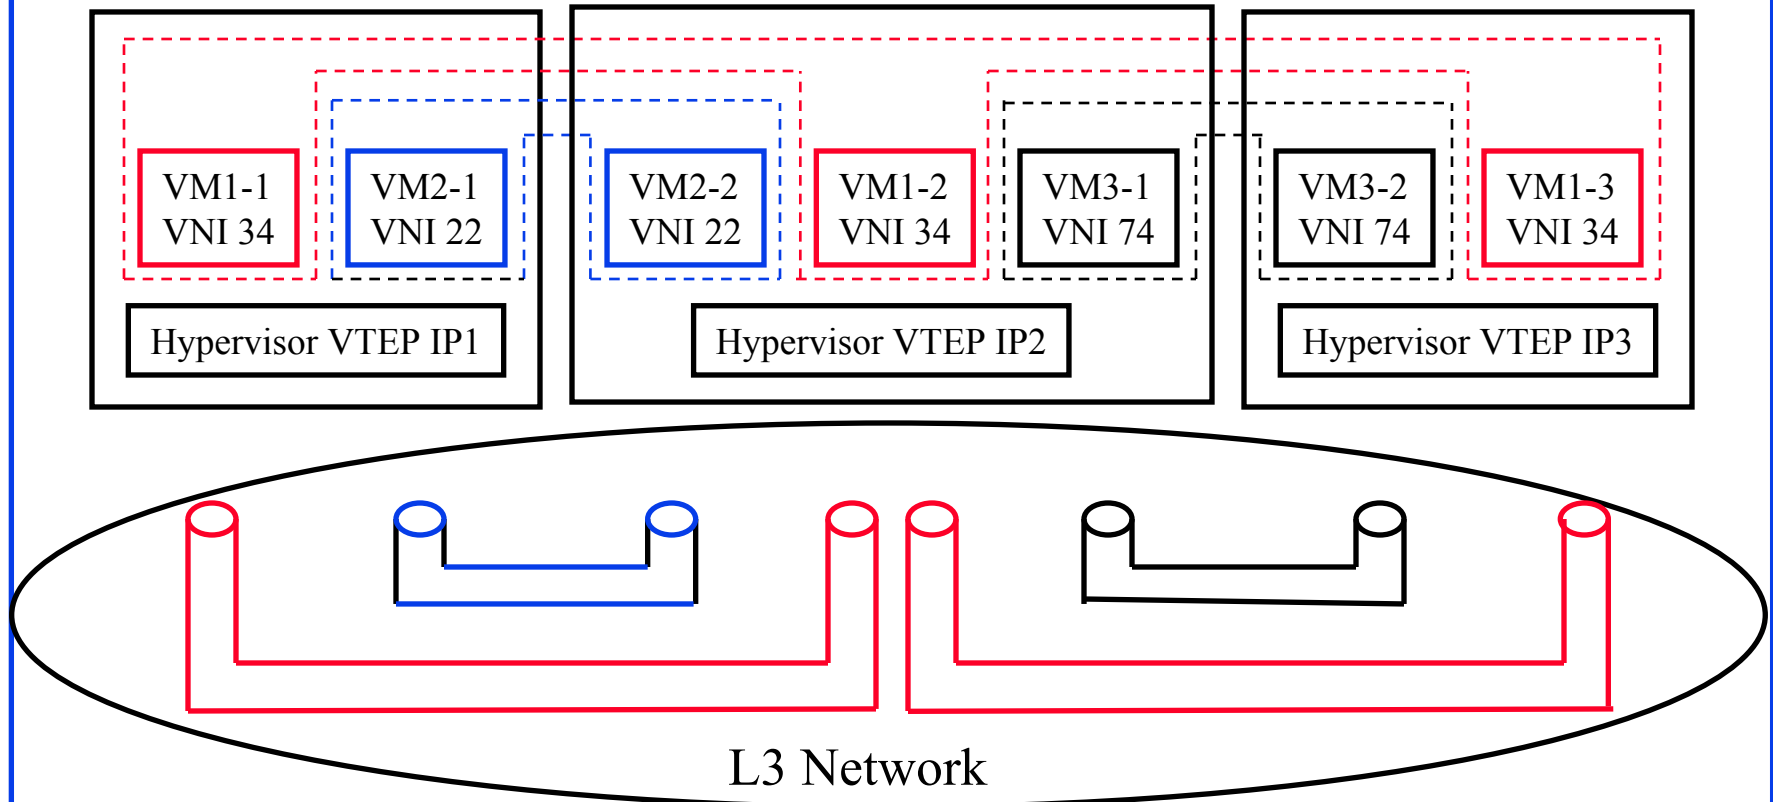 VM1-1
VNI 34
VM2-1
VNI 22
VM2-2
VNI 22
VM1-2
VNI 34
VM3-1
VNI 74
VM3-2
VNI 74
VM1-3
VNI 34
Hypervisor VTEP IP1
Hypervisor VTEP IP2
Hypervisor VTEP IP3
L3 Network